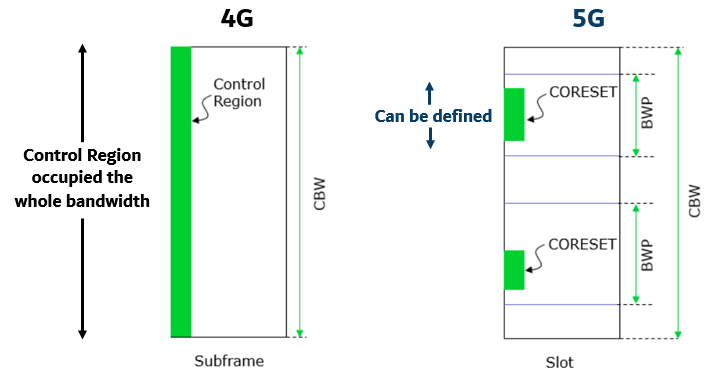 4G
Control Region
occupied the
whole bandwidth
Control
Region
CBW
Subframe
5G
Can be defined
CORESET
BWP
CORESET
BWP
CBW
Slot